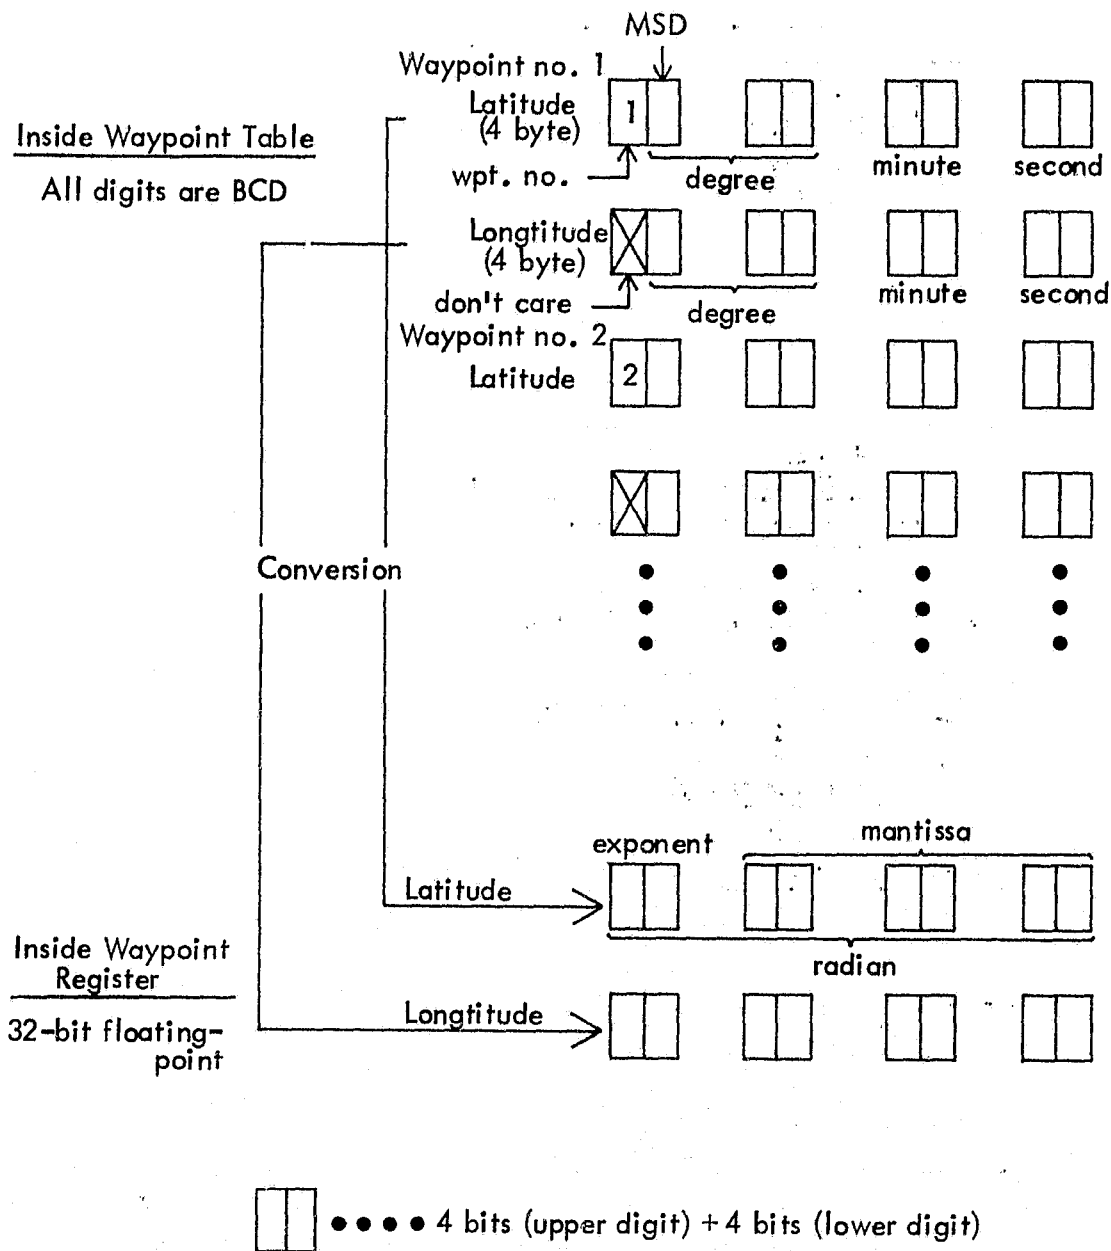 MSD
Waypoint no. 1
Latitude
(4 byte)
1
Inside Waypoint Table
All digits are BCD
wpt. no.
degree
minute
second
Longtitude
(4 byte)
don't care
degree
minute
second
Waypoint no. 2
Latitude
2
Conversion
exponent
mantissa
Latitude
radian
Inside Waypoint
Register
32-bit floating-
point
Longtitude
4 bits (upper digit) + 4 bits (lower digit)